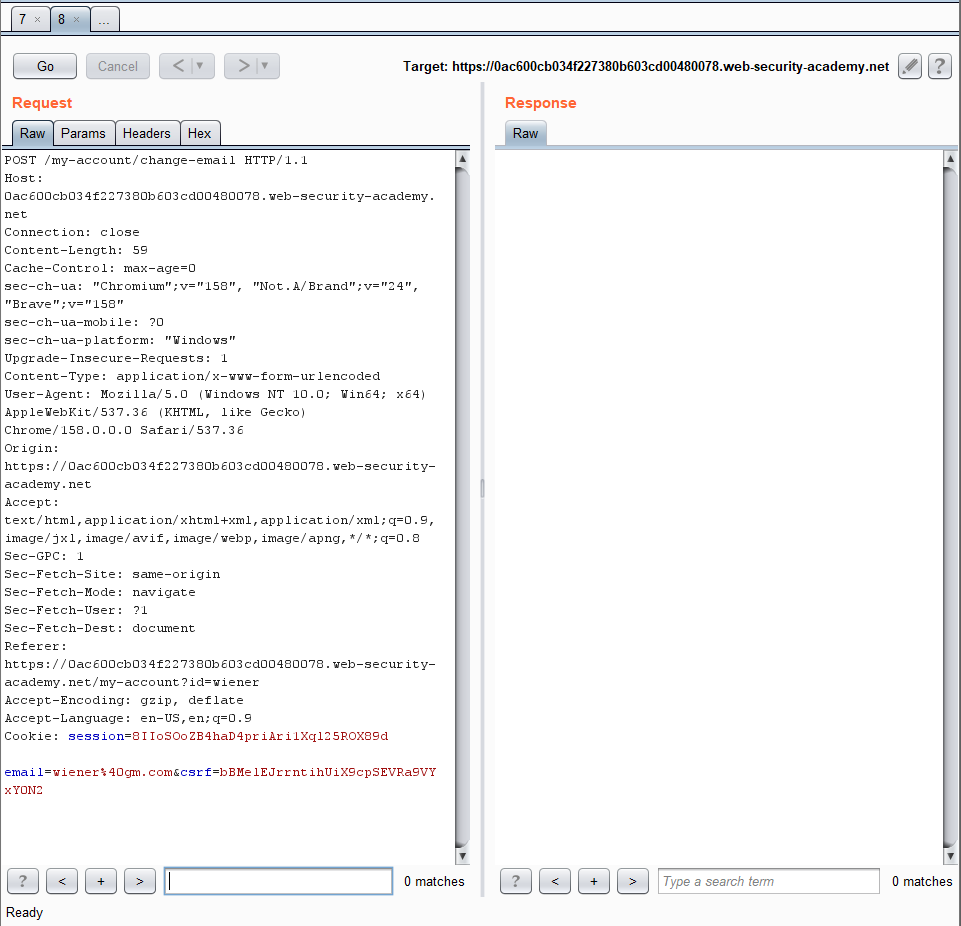 7 × 8 × ...
Go Cancel < ▼ > ▼ Target: https://0ac600cb034f227380b603cd00480078.web-security-academy.net ?
Request
Raw Params Headers Hex
POST /my-account/change-email HTTP/1.1
Host:
0ac600cb034f227380b603cd00480078.web-security-academy.
net
Connection: close
Content-Length: 59
Cache-Control: max-age=0
sec-ch-ua: "Chromium";v="158", "Not.A/Brand";v="24",
"Brave";v="158"
sec-ch-ua-mobile: ?0
sec-ch-ua-platform: "Windows"
Upgrade-Insecure-Requests: 1
Content-Type: application/x-www-form-urlencoded
User-Agent: Mozilla/5.0 (Windows NT 10.0; Win64; x64)
AppleWebKit/537.36 (KHTML, like Gecko)
Chrome/158.0.0.0 Safari/537.36
Origin:
https://0ac600cb034f227380b603cd00480078.web-security-
academy.net
Accept:
text/html,application/xhtml+xml,application/xml;q=0.9,
image/jxl,image/avif,image/webp,image/apng,*/*;q=0.8
Sec-GPC: 1
Sec-Fetch-Site: same-origin
Sec-Fetch-Mode: navigate
Sec-Fetch-User: ?1
Sec-Fetch-Dest: document
Referer:
https://0ac600cb034f227380b603cd00480078.web-security-
academy.net/my-account?id=wiener
Accept-Encoding: gzip, deflate
Accept-Language: en-US,en;q=0.9
Cookie: session=8IIoSOoZB4haD4priAri1Xql25ROX89d
email=wiener%40gm.com&csrf=bBMelEJrrntihUiX9cpSEVRa9VY
xYON2
? < + > 0 matches
Response
Raw
? < + > Type a search term 0 matches
Ready